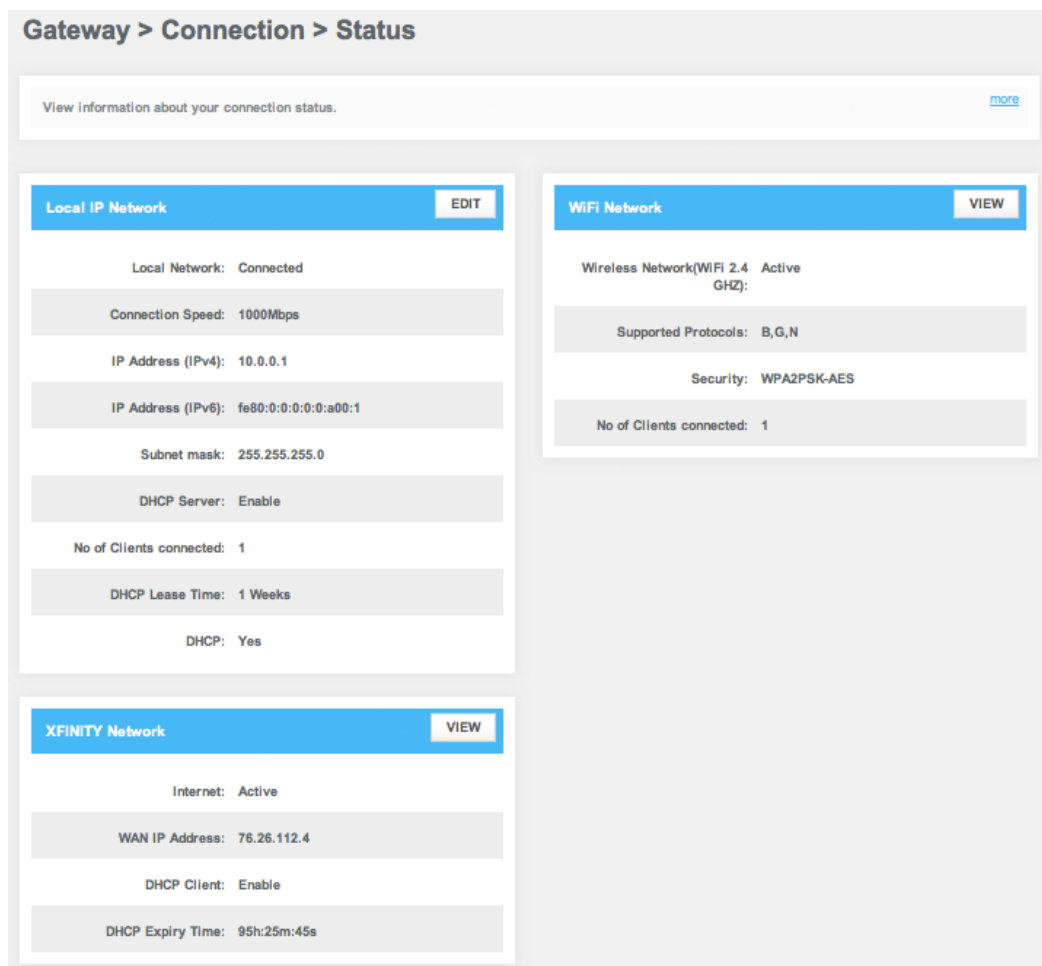 Gateway > Connection > Status
View information about your connection status.
more
Local IP Network
EDIT
Local Network: Connected
Connection Speed: 1000Mbps
IP Address (IPv4): 10.0.0.1
IP Address (IPv6): fe80:0:0:0:0:0:a00:1
Subnet mask: 255.255.255.0
DHCP Server: Enable
No of Clients connected: 1
DHCP Lease Time: 1 Weeks
DHCP: Yes
WiFi Network
VIEW
Wireless Network(WiFi 2.4 Active
GHZ):
Supported Protocols: B,G,N
Security: WPA2PSK-AES
No of Clients connected: 1
XFINITY Network
VIEW
Internet: Active
WAN IP Address: 76.26.112.4
DHCP Client: Enable
DHCP Expiry Time: 95h:25m:45s